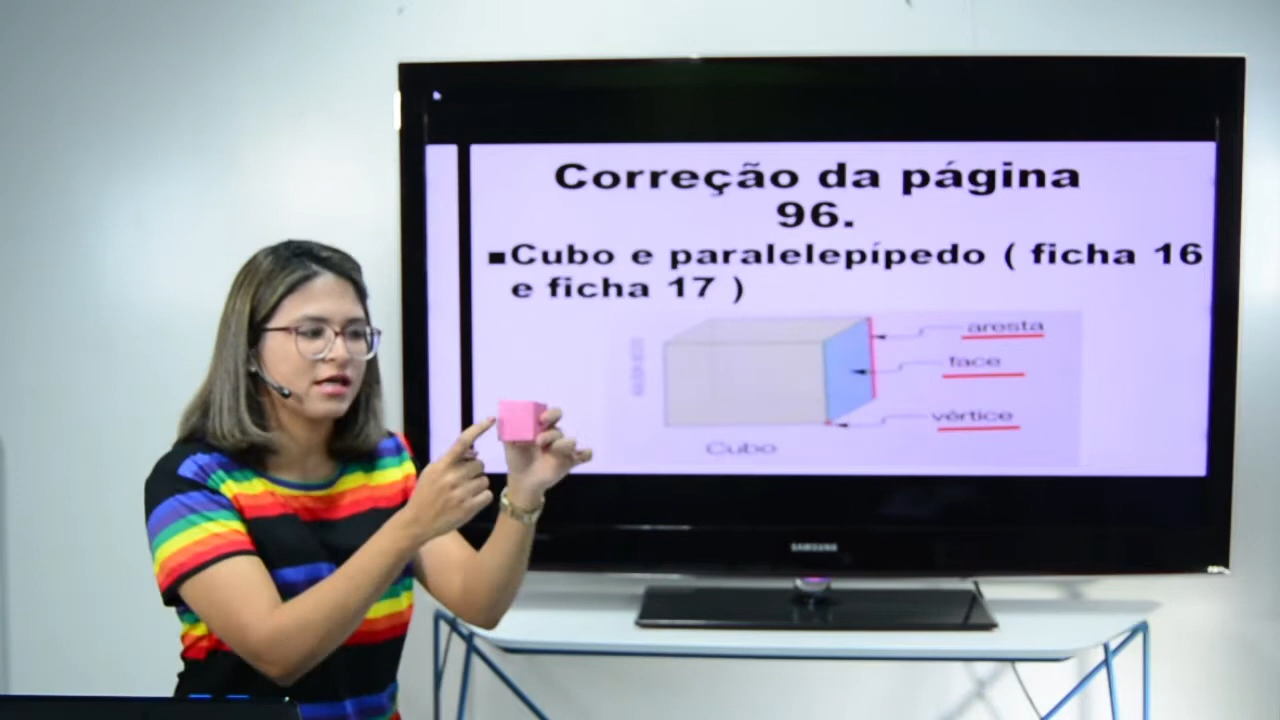 Correção da página
96.
■Cubo e paralelepípedo ( ficha 16
e ficha 17 )
aresta
face
vértice
Cubo
SAMSUNG